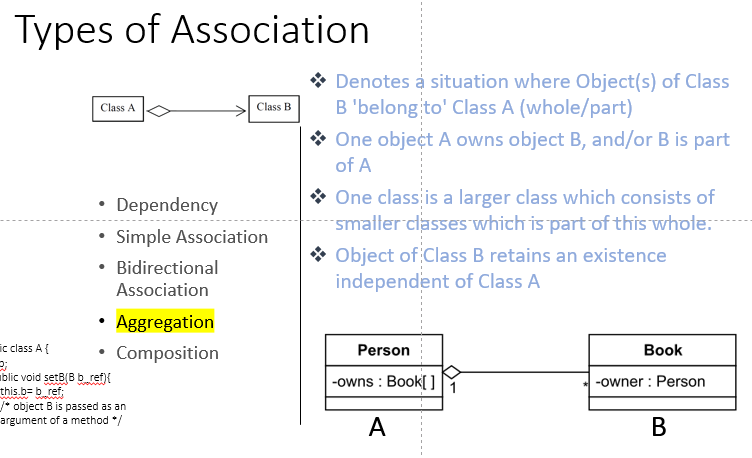 Types of Association
Class A
Class B
❖ Denotes a situation where Object(s) of Class
B 'belong to' Class A (whole/part)
❖ One object A owns object B, and/or B is part
of A
❖ One class is a larger class which consists of
smaller classes which is part of this whole.
❖ Object of Class B retains an existence
independent of Class A
• Dependency
• Simple Association
• Bidirectional
Association
• Aggregation
• Composition
ic class A {
b;
blic void setB(B b_ref){
this.b= b_ref;
/* object B is passed as an
argument of a method */
Person
-owns : Book[ ]
1
*
Book
-owner : Person
A
B